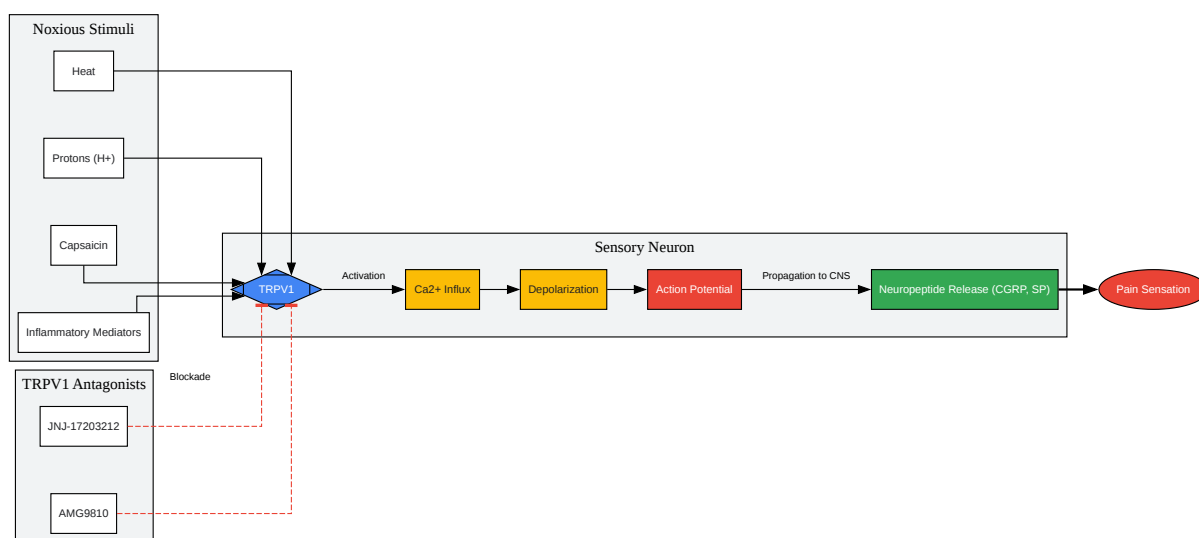 Noxious Stimuli
Heat
Protons (H+)
Capsaicin
Inflammatory Mediators
Sensory Neuron
TRPV1
Activation
Ca2+ Influx
Depolarization
Action Potential
Propagation to CNS
Neuropeptide Release (CGRP, SP)
Pain Sensation
TRPV1 Antagonists
Blockade
JNJ-17203212
AMG9810